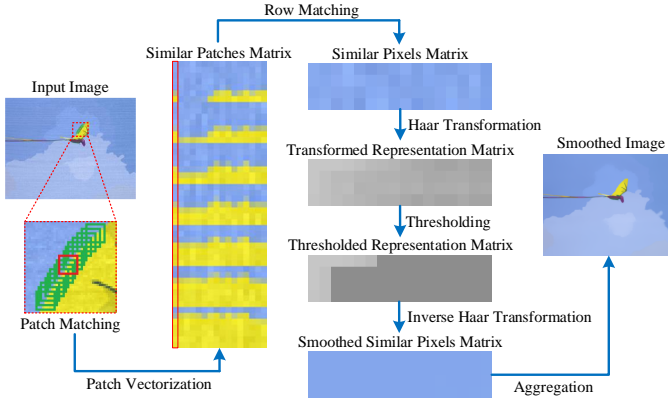 Row Matching
Similar Patches Matrix
Similar Pixels Matrix
Input Image
Haar Transformation
Transformed Representation Matrix
Smoothed Image
Thresholding
Thresholded Representation Matrix
Patch Matching
Inverse Haar Transformation
Smoothed Similar Pixels Matrix
Patch Vectorization
Aggregation